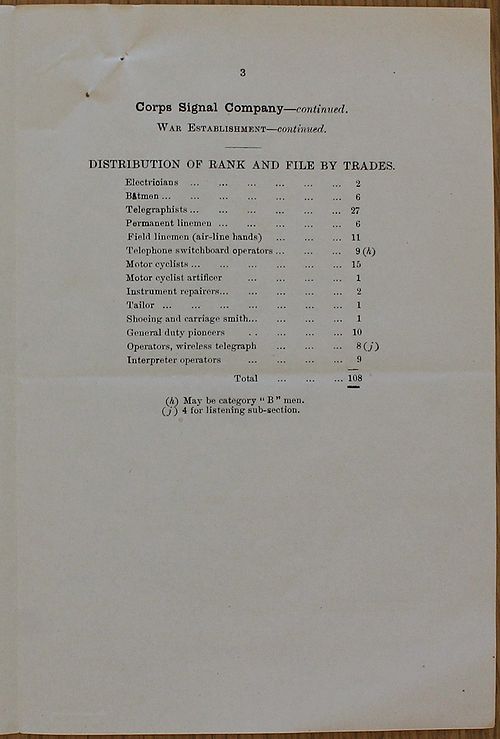 3
Corps Signal Company—continued.
War Establishment—continued.
DISTRIBUTION OF RANK AND FILE BY TRADES.
Electricians ... ... ... ... ... ... 2
Batmen ... ... ... ... ... ... ... 6
Telegraphists ... ... ... ... ... ... 27
Permanent linemen ... ... ... ... ... 6
Field linemen (air-line hands) ... ... ... 11
Telephone switchboard operators ... ... ... 9 (h)
Motor cyclists ... ... ... ... ... ... 15
Motor cyclist artificer ... ... ... ... 1
Instrument repairers... ... ... ... ... 2
Tailor ... ... ... ... ... ... ... 1
Shoeing and carriage smith... ... ... ... 1
General duty pioneers .. ... ... ... 10
Operators, wireless telegraph ... ... ... 8 (j)
Interpreter operators ... ... ... ... 9
Total ... ... ... 108
(h) May be category "B" men.
(j) 4 for listening sub-section.